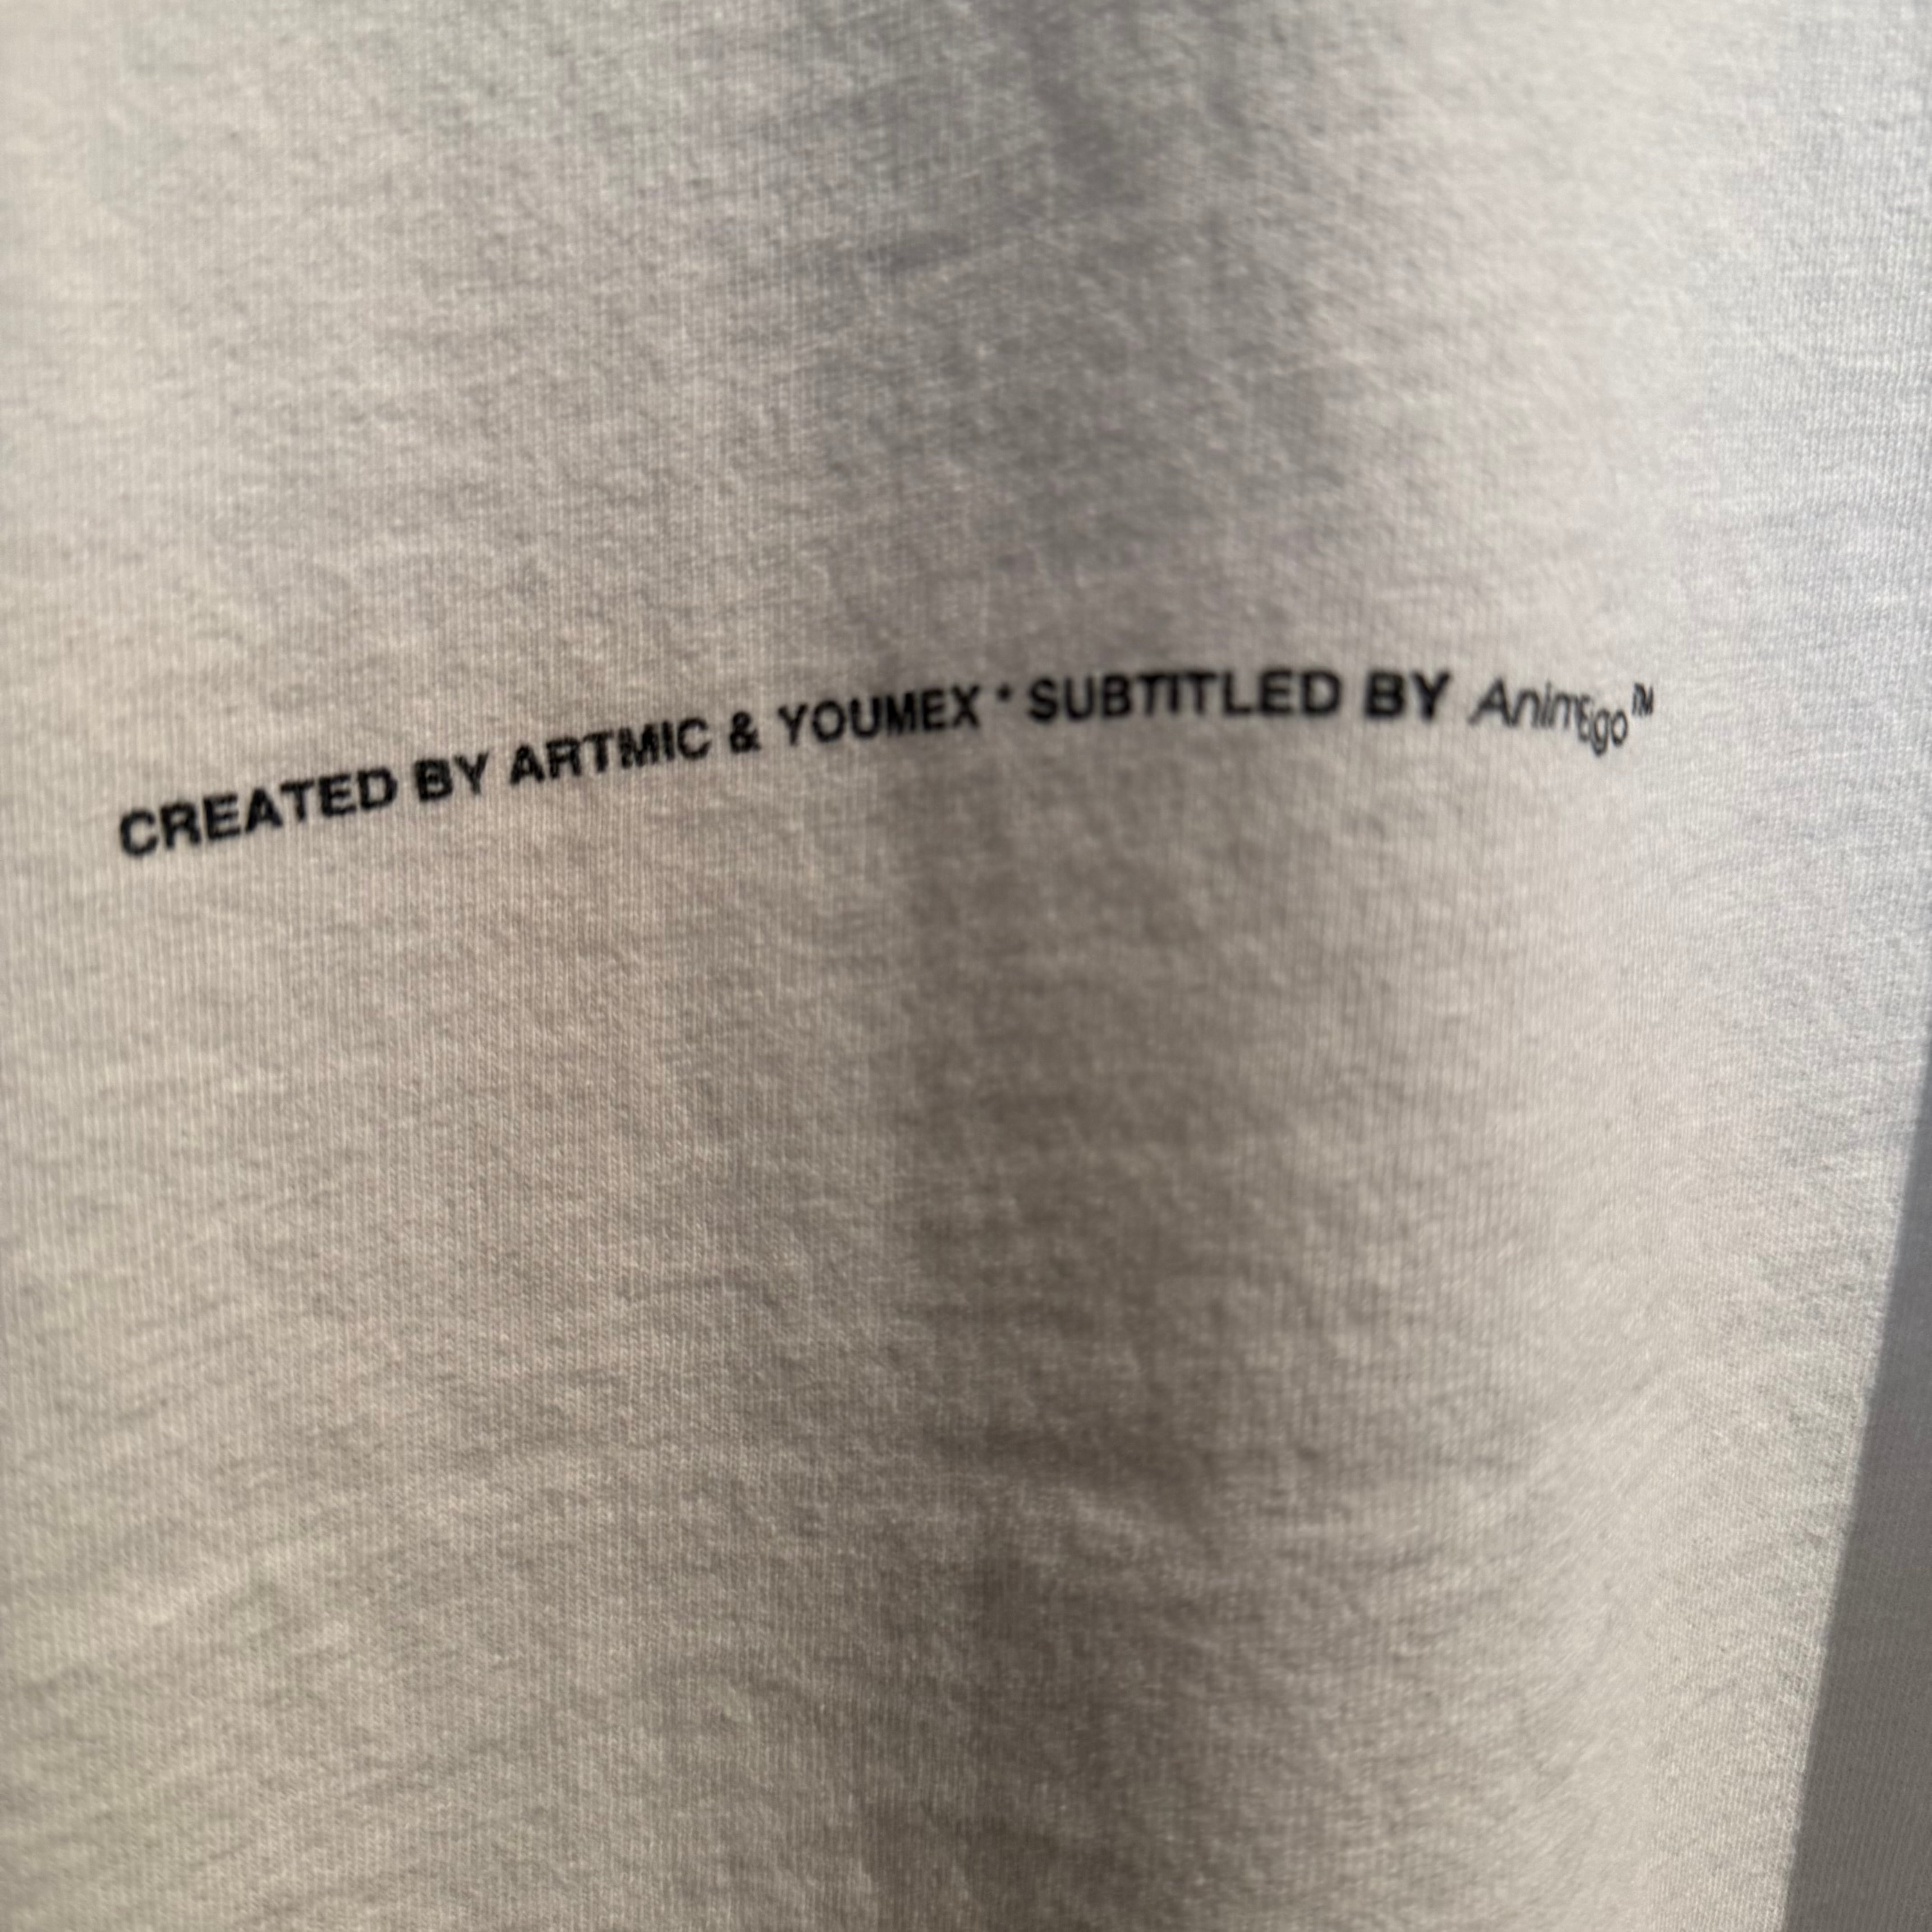 CREATED BY ARTMIC & YOUMEX • SUBTITLED BY AnimEigo™